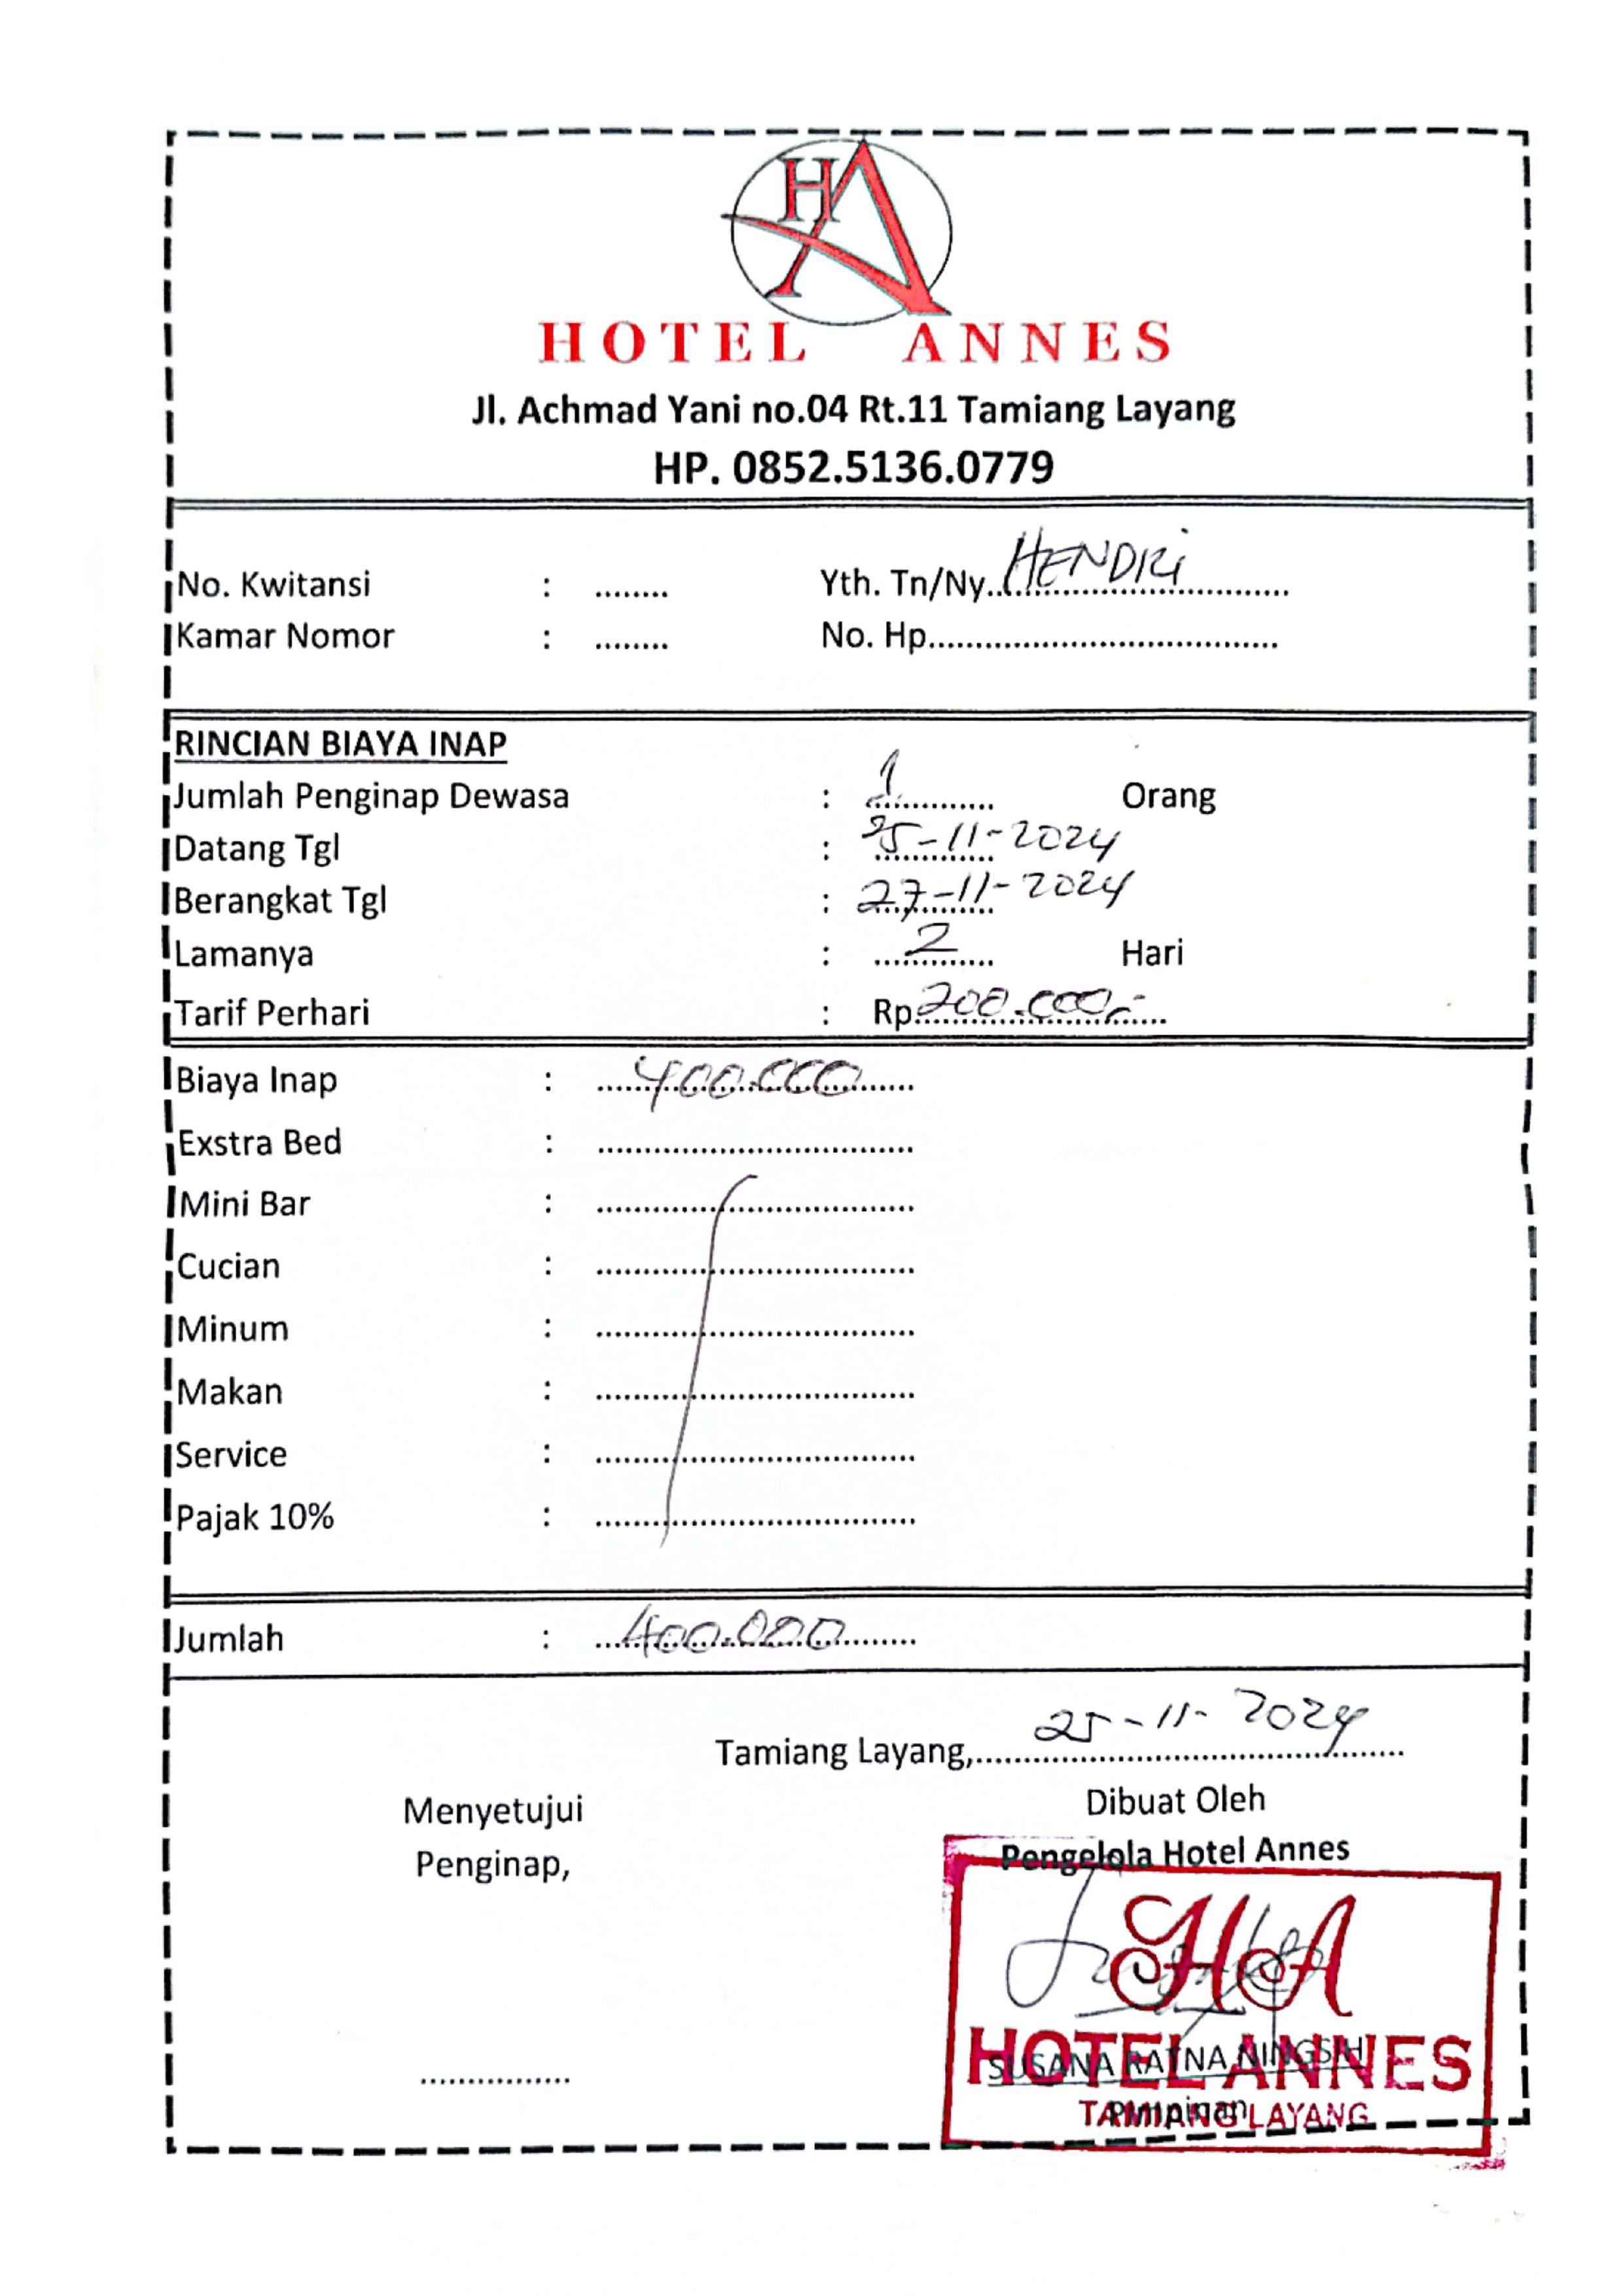 HA
HOTEL ANNES
Jl. Achmad Yani no.04 Rt.11 Tamiang Layang
HP. 0852.5136.0779
No. Kwitansi : ........ Yth. Tn/Ny..HENDRi..................................
Kamar Nomor : ........ No. Hp.....................................
RINCIAN BIAYA INAP
Jumlah Penginap Dewasa : 1 ............. Orang
Datang Tgl : 25-11-2024
Berangkat Tgl : 27-11-2024
Lamanya : 2 Hari
Tarif Perhari : Rp 200.000,-
Biaya Inap : 400.000
Exstra Bed : ..................................
Mini Bar : ..................................
Cucian : ..................................
Minum : ..................................
Makan : ..................................
Service : ..................................
Pajak 10% : ..................................
Jumlah : 400.000
Tamiang Layang, 25-11-2024
Menyetujui
Penginap,
................
Dibuat Oleh
Pengelola Hotel Annes
HA
HOTEL ANNES
TAMIANG LAYANG
SUSANA RATNA NINGSIH
Pimpinan